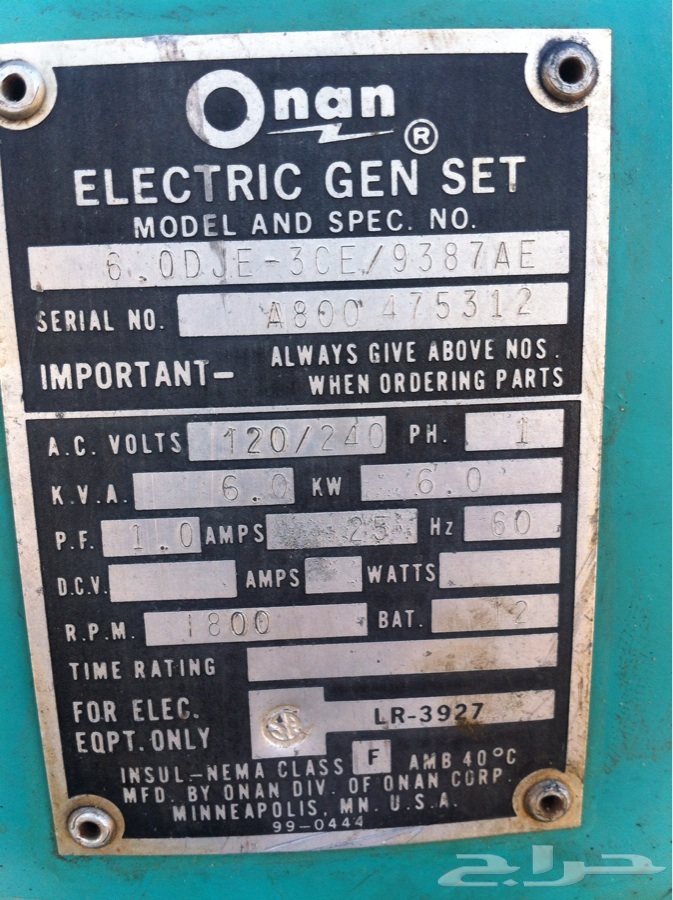 Onan ®
ELECTRIC GEN SET
MODEL AND SPEC. NO.
6.0DJE-3CE/9387AE
SERIAL NO. A800475312
IMPORTANT- ALWAYS GIVE ABOVE NOS.
WHEN ORDERING PARTS
A.C. VOLTS 120/240 PH. 1
K.V.A. 6.0 KW 6.0
P.F. 1.0 AMPS 25 Hz 60
D.C.V. AMPS WATTS
R.P.M. 1800 BAT. 12
TIME RATING
FOR ELEC. EQPT. ONLY SA LR-3927
INSUL-NEMA CLASS F AMB 40°C
MFD. BY ONAN DIV. OF ONAN CORP.
MINNEAPOLIS, MN. U.S.A.
99-0444
حراج